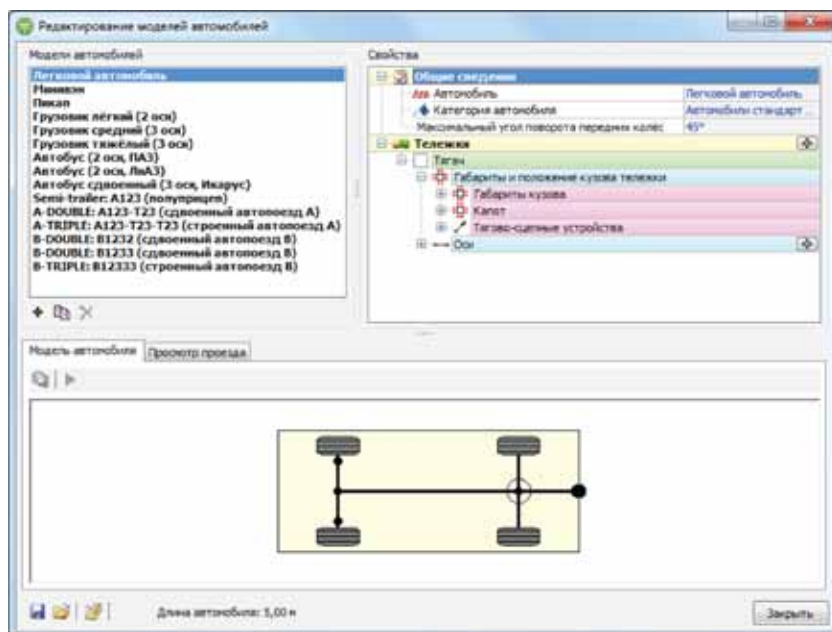 Редактирование моделей автомобилей
Модели автомобилей
Легковой автомобиль
Минивэн
Пикап
Грузовик лёгкий (2 оси)
Грузовик средний (3 оси)
Грузовик тяжёлый (3 оси)
Автобус (2 оси, ПАЗ)
Автобус (2 оси, ЛиАЗ)
Автобус сдвоенный (3 оси, Икарус)
Semi-trailer: A123 (полуприцеп)
A-DOUBLE: A123-T23 (сдвоенный автопоезд A)
A-TRIPLE: A123-T23-T23 (строенный автопоезд A)
B-DOUBLE: B1232 (сдвоенный автопоезд B)
B-DOUBLE: B1233 (сдвоенный автопоезд B)
B-TRIPLE: B12333 (строенный автопоезд B)
Свойства
Общие сведения
Автомобиль Легковой автомобиль
Категория автомобиля Автомобили стандарт ...
Максимальный угол поворота передних колёс 45°
Тележки
Тягач
Габариты и положение кузова тележки
Габариты кузова
Капот
Тягово-сцепные устройства
Оси
Модель автомобиля Просмотр проезда
Длина автомобиля: 5,00 м
Закрыть